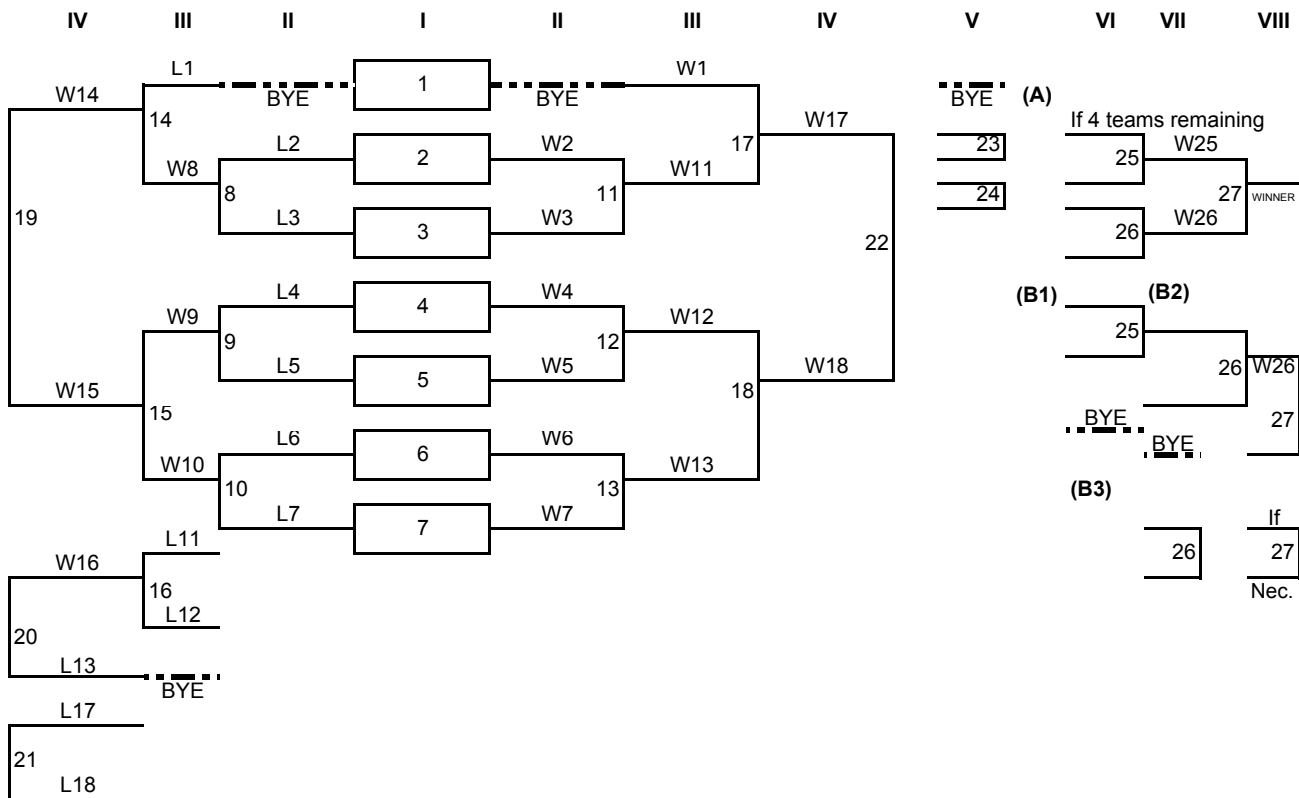 IV III II I II III IV V VI VII VIII
L1 1 W1
BYE BYE BYE (A)
W14
14 If 4 teams remaining
L2 2 W2 17 W17 23 25 W25
W8 8 11 W11 24 27 WINNER
19 L3 3 W3 26 W26
22
L4 4 W4 (B1) (B2)
W9 9 12 W12 25
L5 5 W5 18 W18 26 W26
W15
15 27
L6 6 W6 BYE BYE
W10 10 13 W13
(B3)
L7 7 W7
L11 If
W16 26 27
16 Nec.
L12
20
L13
BYE
L17
21
L18